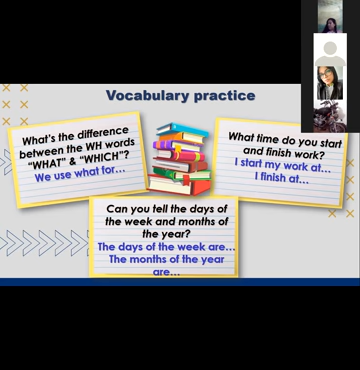 Vocabulary practice
What's the difference
between the WH words
"WHAT" & "WHICH"?
We use what for...
What time do you start
and finish work?
I start my work at...
I finish at...
Can you tell the days of
the week and months of
the year?
The days of the week are...
The months of the year
are...